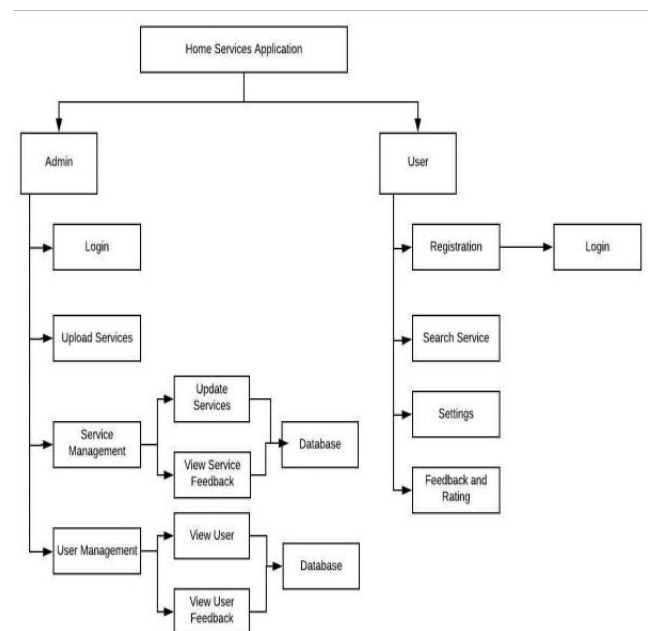 Home Services Application
Admin
User
Login
Registration
Login
Upload Services
Search Service
Update
Services
Settings
Service
Management
Database
View Service
Feedback
Feedback and
Rating
View User
User Management
Database
View User
Feedback